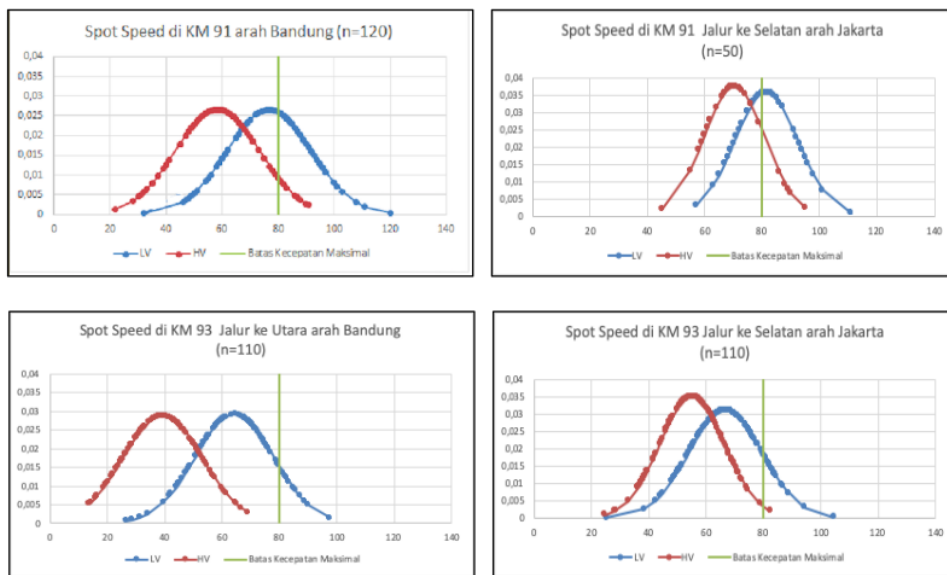 Spot Speed di KM 91 arah Bandung (n=120)
0,04
0,035
0,03
0,025
0,02
0,015
0,01
0,005
0
0 20 40 60 80 100 120 140
LV HV Batas Kecepatan Maksimal
Spot Speed di KM 91 Jalur ke Selatan arah Jakarta
(n=50)
0,04
0,035
0,03
0,025
0,02
0,015
0,01
0,005
0
0 20 40 60 80 100 120 140
LV HV Batas Kecepatan Maksimal
Spot Speed di KM 93 Jalur ke Utara arah Bandung
(n=110)
0,04
0,035
0,03
0,025
0,02
0,015
0,01
0,005
0
0 20 40 60 80 100 120 140
LV HV Batas Kecepatan Maksimal
Spot Speed di KM 93 Jalur ke Selatan arah Jakarta
(n=110)
0,04
0,035
0,03
0,025
0,02
0,015
0,01
0,005
0
0 20 40 60 80 100 120 140
LV HV Batas Kecepatan Maksimal